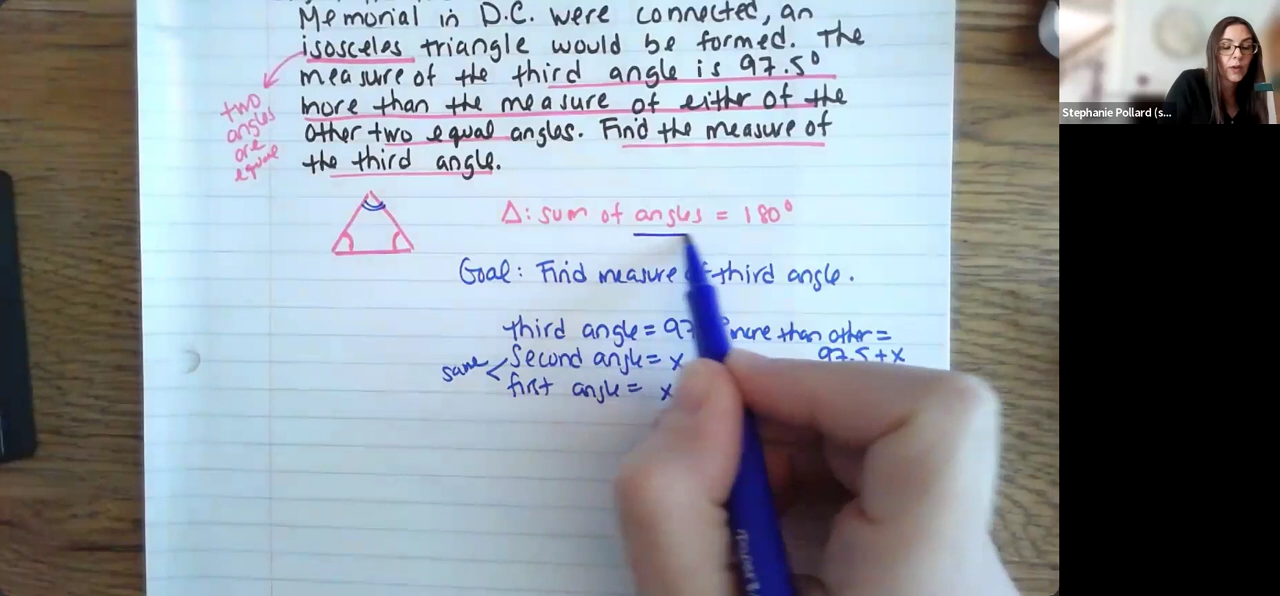 Memorial in D.C. were connected, an
isosceles triangle would be formed. The
measure of the third angle is 97.5°
more than the measure of either of the
other two equal angles. Find the measure of
the third angle.
two
angles
are
equal
Δ: sum of angles = 180°
Goal: Find measure of third angle.
third angle = 97 more than other =
97.5+x
same < Second angle = x
first angle = x
Stephanie Pollard (s...